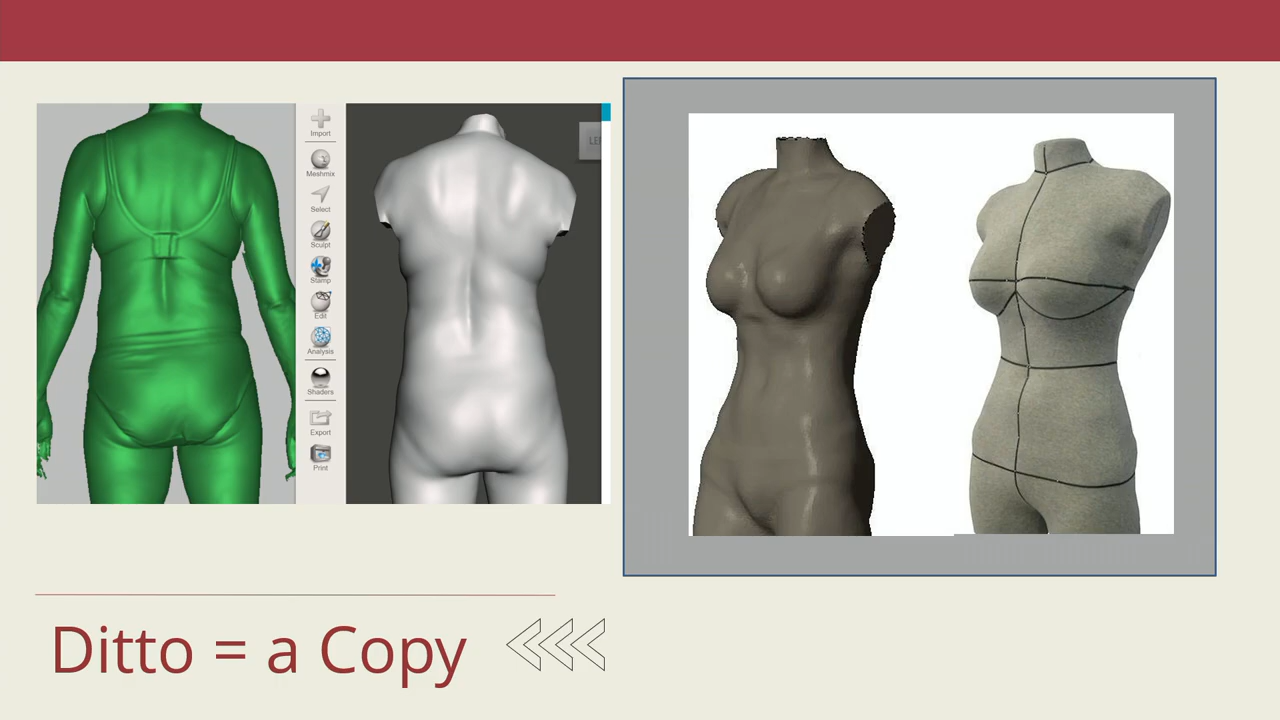 Import
Meshmix
Select
Sculpt
Stamp
Edit
Analysis
Shaders
Export
Print
Ditto = a Copy